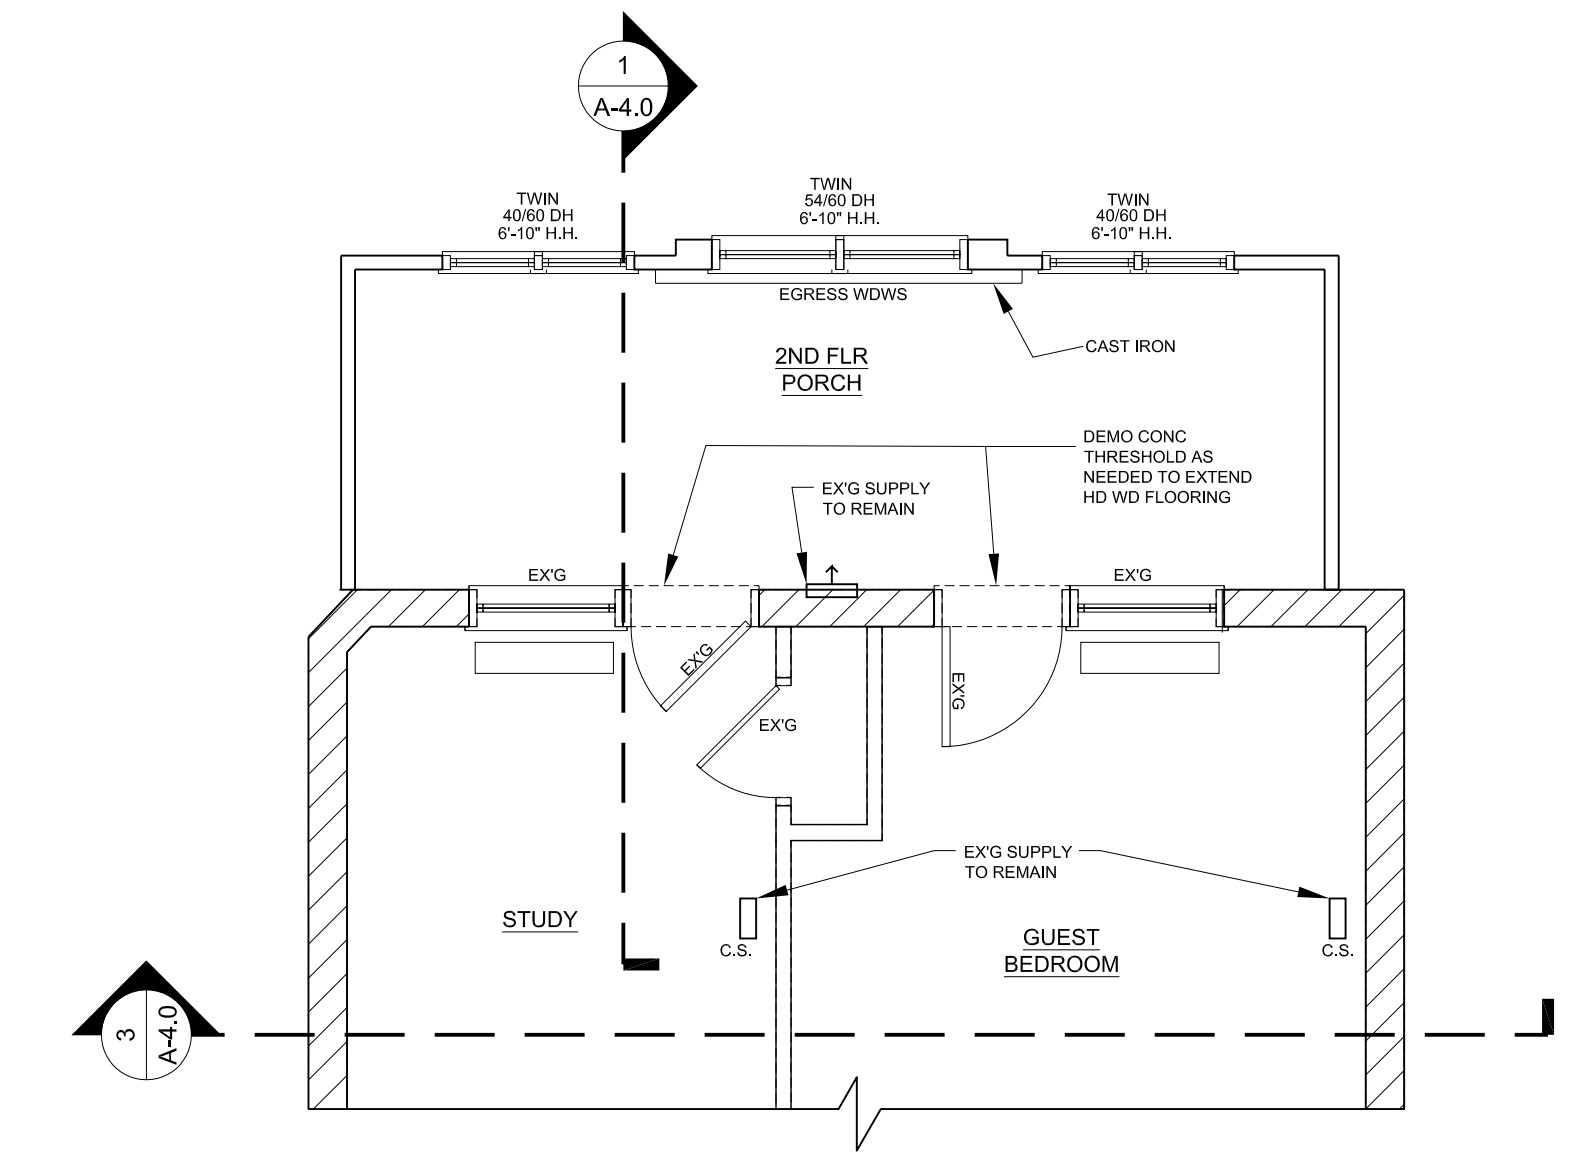 1
A-4.0
TWIN
40/60 DH
6'-10" H.H.
TWIN
54/60 DH
6'-10" H.H.
TWIN
40/60 DH
6'-10" H.H.
EGRESS WDWS
CAST IRON
2ND FLR
PORCH
DEMO CONC
THRESHOLD AS
NEEDED TO EXTEND
HD WD FLOORING
EX'G SUPPLY
TO REMAIN
EX'G
EX'G
EX'G
EX'G
EX'G
EX'G SUPPLY
TO REMAIN
STUDY
C.S.
GUEST
BEDROOM
C.S.
3
A-4.0